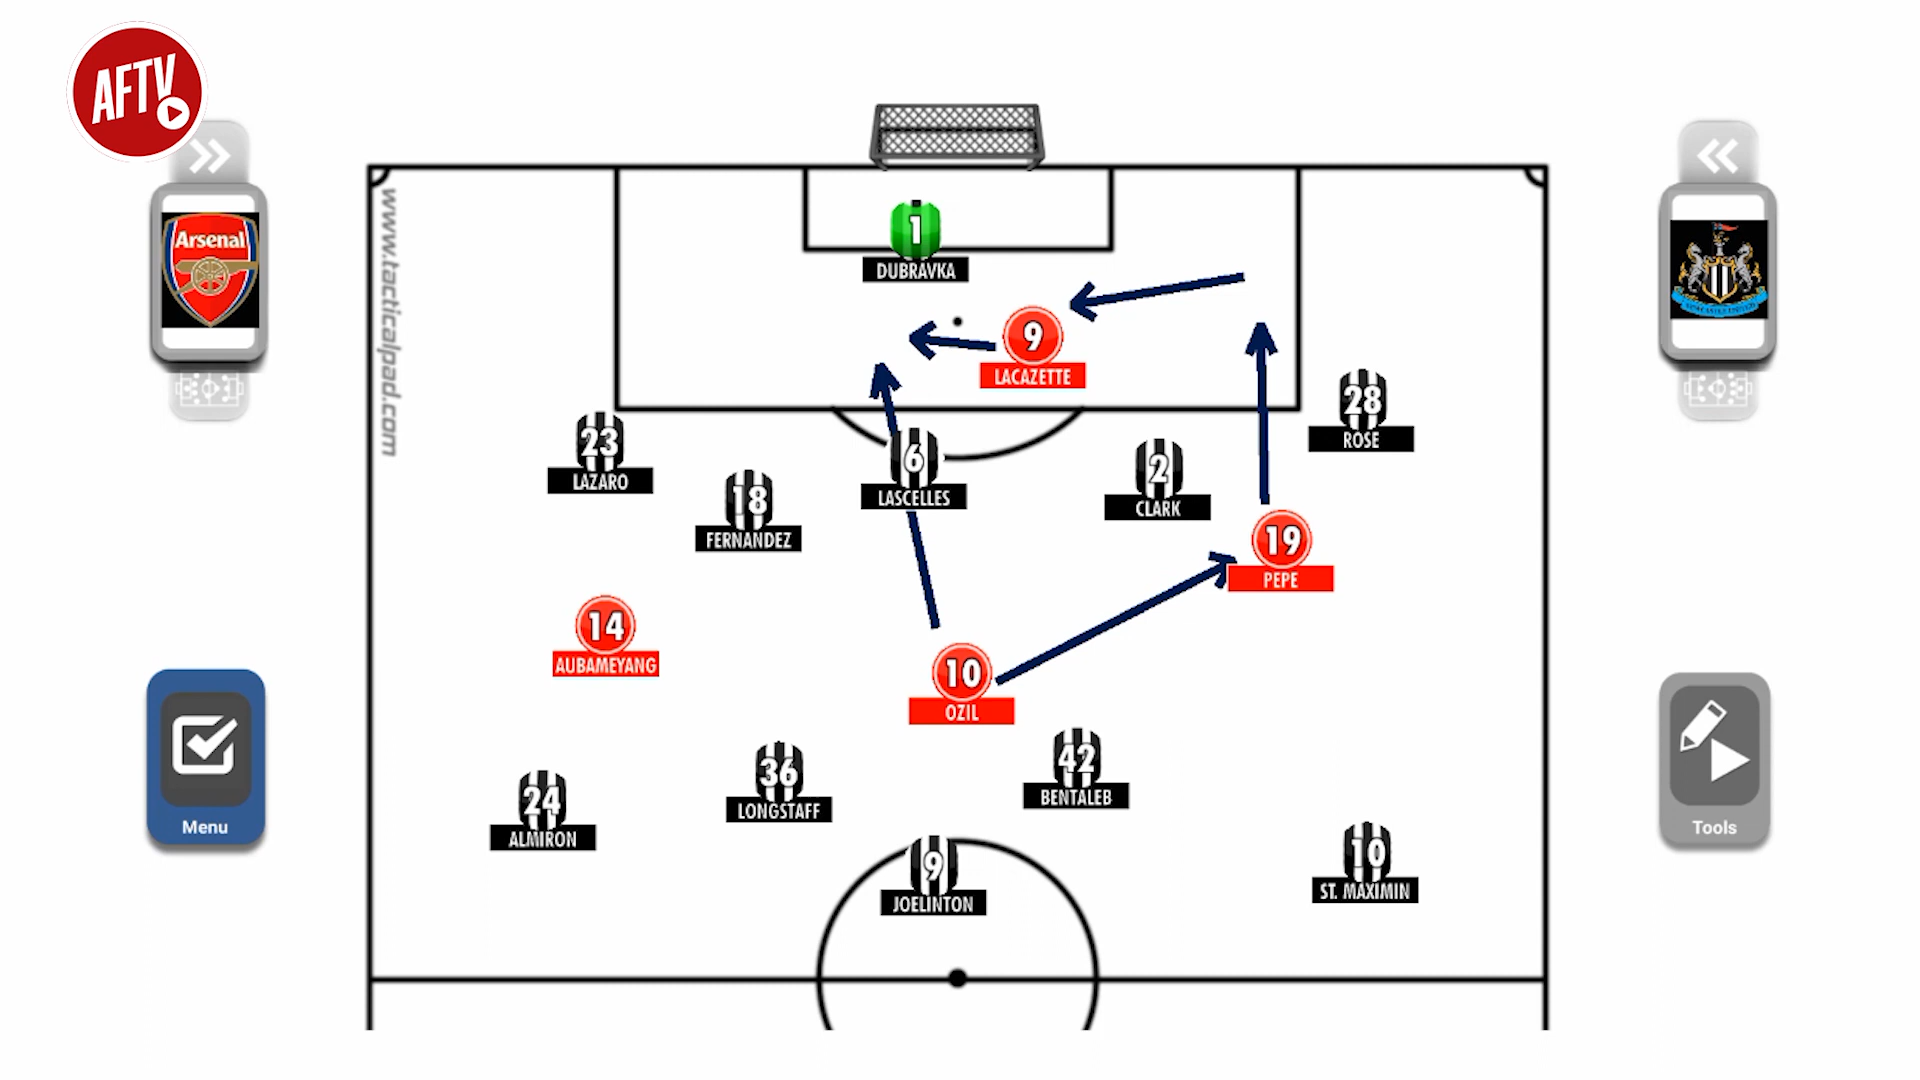 AFTV
Arsenal
www.tacticalpad.com
1
DUBRAVKA
9
LACAZETTE
28
ROSE
23
LAZARO
6
LASCELLES
2
CLARK
18
FERNANDEZ
19
PEPE
14
AUBAMEYANG
10
OZIL
42
BENTALEB
36
LONGSTAFF
24
ALMIRON
10
ST. MAXIMIN
9
JOELINTON
Menu
Tools